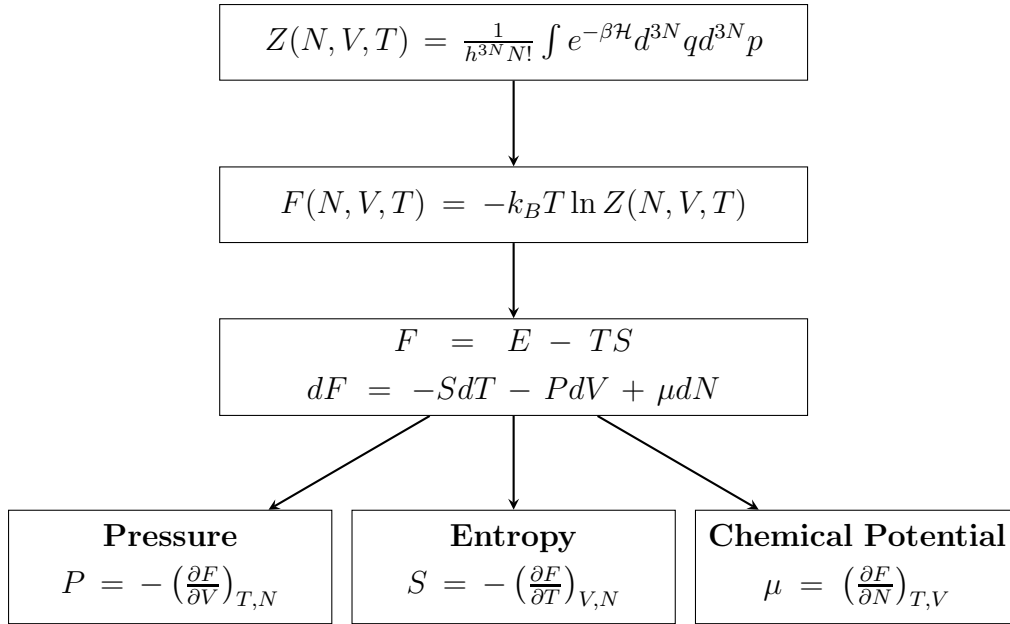 Z(N, V, T) = \frac{1}{h^{3N} N!} \int e^{-\beta\mathcal{H}} d^{3N}q d^{3N}p
F(N, V, T) = -k_B T \ln Z(N, V, T)
F = E - TS
dF = -SdT - PdV + \mu dN
Pressure
P = -\left(\frac{\partial F}{\partial V}\right)_{T,N}
Entropy
S = -\left(\frac{\partial F}{\partial T}\right)_{V,N}
Chemical Potential
\mu = \left(\frac{\partial F}{\partial N}\right)_{T,V}